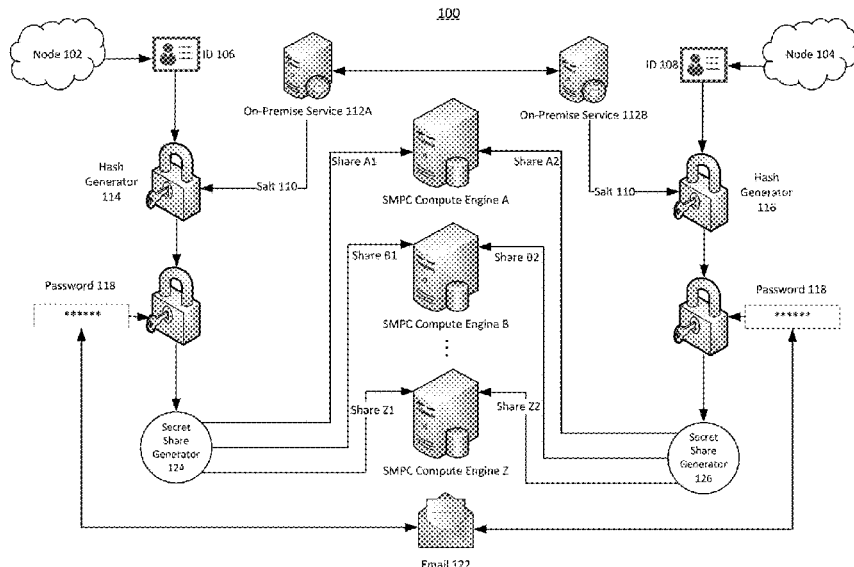 100
Node 102
ID 106
On-Premise Service 112A
On-Premise Service 112B
ID 108
Node 104
Hash
Generator
114
Salt 110
Share A1
Share A2
SMPC Compute Engine A
Salt 110
Hash
Generator
116
Share B1
Share B2
SMPC Compute Engine B
Password 118
******
Password 118
******
Share Z1
Share Z2
SMPC Compute Engine Z
Secret
Share
Generator
124
Secret
Share
Generator
126
Email 122